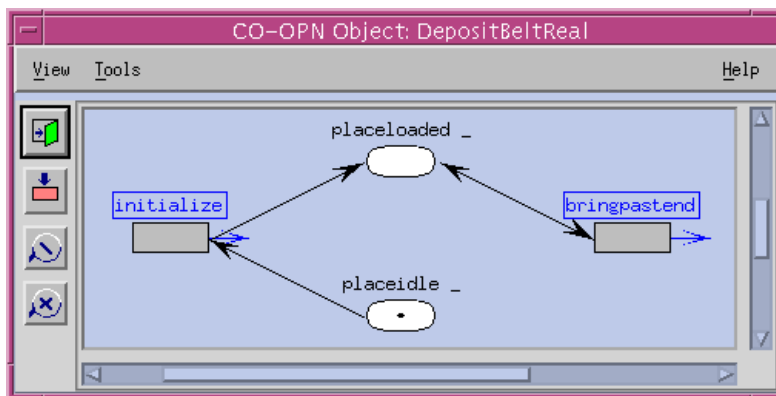 CO-OPN Object: DepositBeltReal
View Tools Help
placeloaded _
initialize
bringpastend
placeidle _